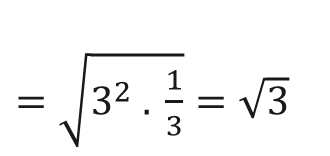 = √(3² · 1/3) = √3